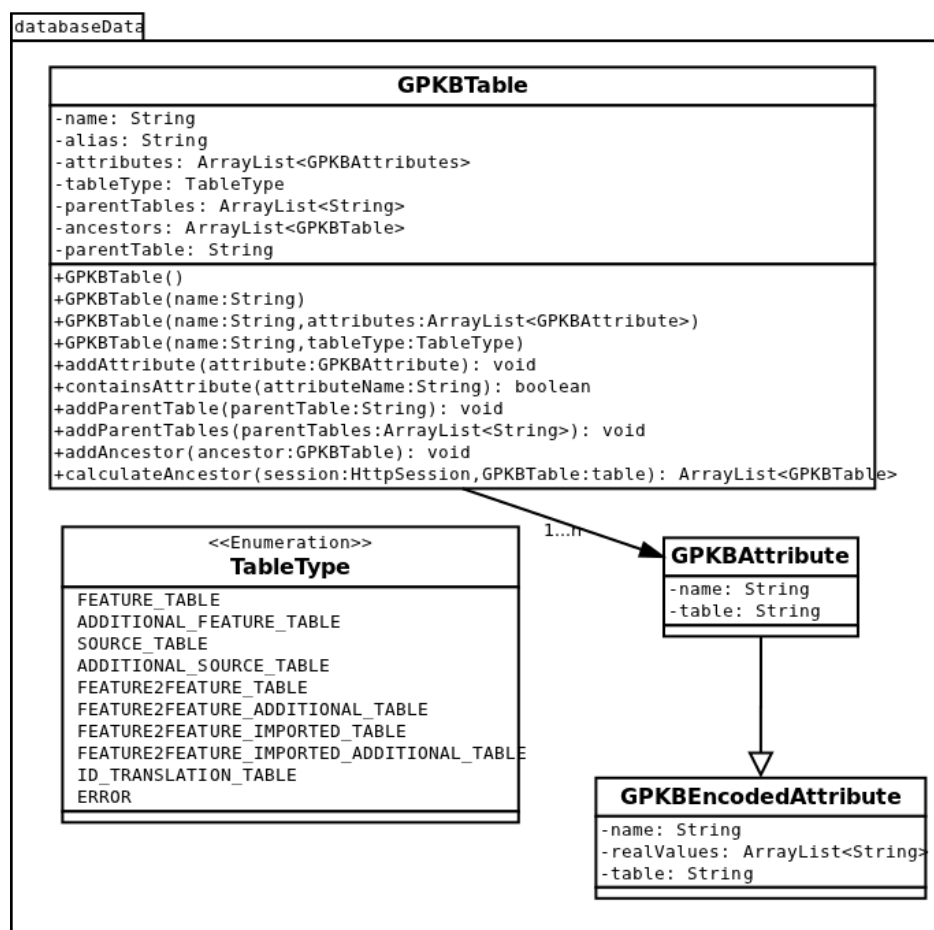 databaseData
GPKBTable
-name: String
-alias: String
-attributes: ArrayList<GPKBAttributes>
-tableType: TableType
-parentTables: ArrayList<String>
-ancestors: ArrayList<GPKBTable>
-parentTable: String
+GPKBTable()
+GPKBTable(name:String)
+GPKBTable(name:String,attributes:ArrayList<GPKBAttribute>)
+GPKBTable(name:String,tableType:TableType)
+addAttribute(attribute:GPKBAttribute): void
+containsAttribute(attributeName:String): boolean
+addParentTable(parentTable:String): void
+addParentTables(parentTables:ArrayList<String>): void
+addAncestor(ancestor:GPKBTable): void
+calculateAncestor(session:HttpSession,GPKBTable:table): ArrayList<GPKBTable>
1...n
<<Enumeration>>
TableType
FEATURE_TABLE
ADDITIONAL_FEATURE_TABLE
SOURCE_TABLE
ADDITIONAL_SOURCE_TABLE
FEATURE2FEATURE_TABLE
FEATURE2FEATURE_ADDITIONAL_TABLE
FEATURE2FEATURE_IMPORTED_TABLE
FEATURE2FEATURE_IMPORTED_ADDITIONAL_TABLE
ID_TRANSLATION_TABLE
ERROR
GPKBAttribute
-name: String
-table: String
GPKBEncodedAttribute
-name: String
-realValues: ArrayList<String>
-table: String